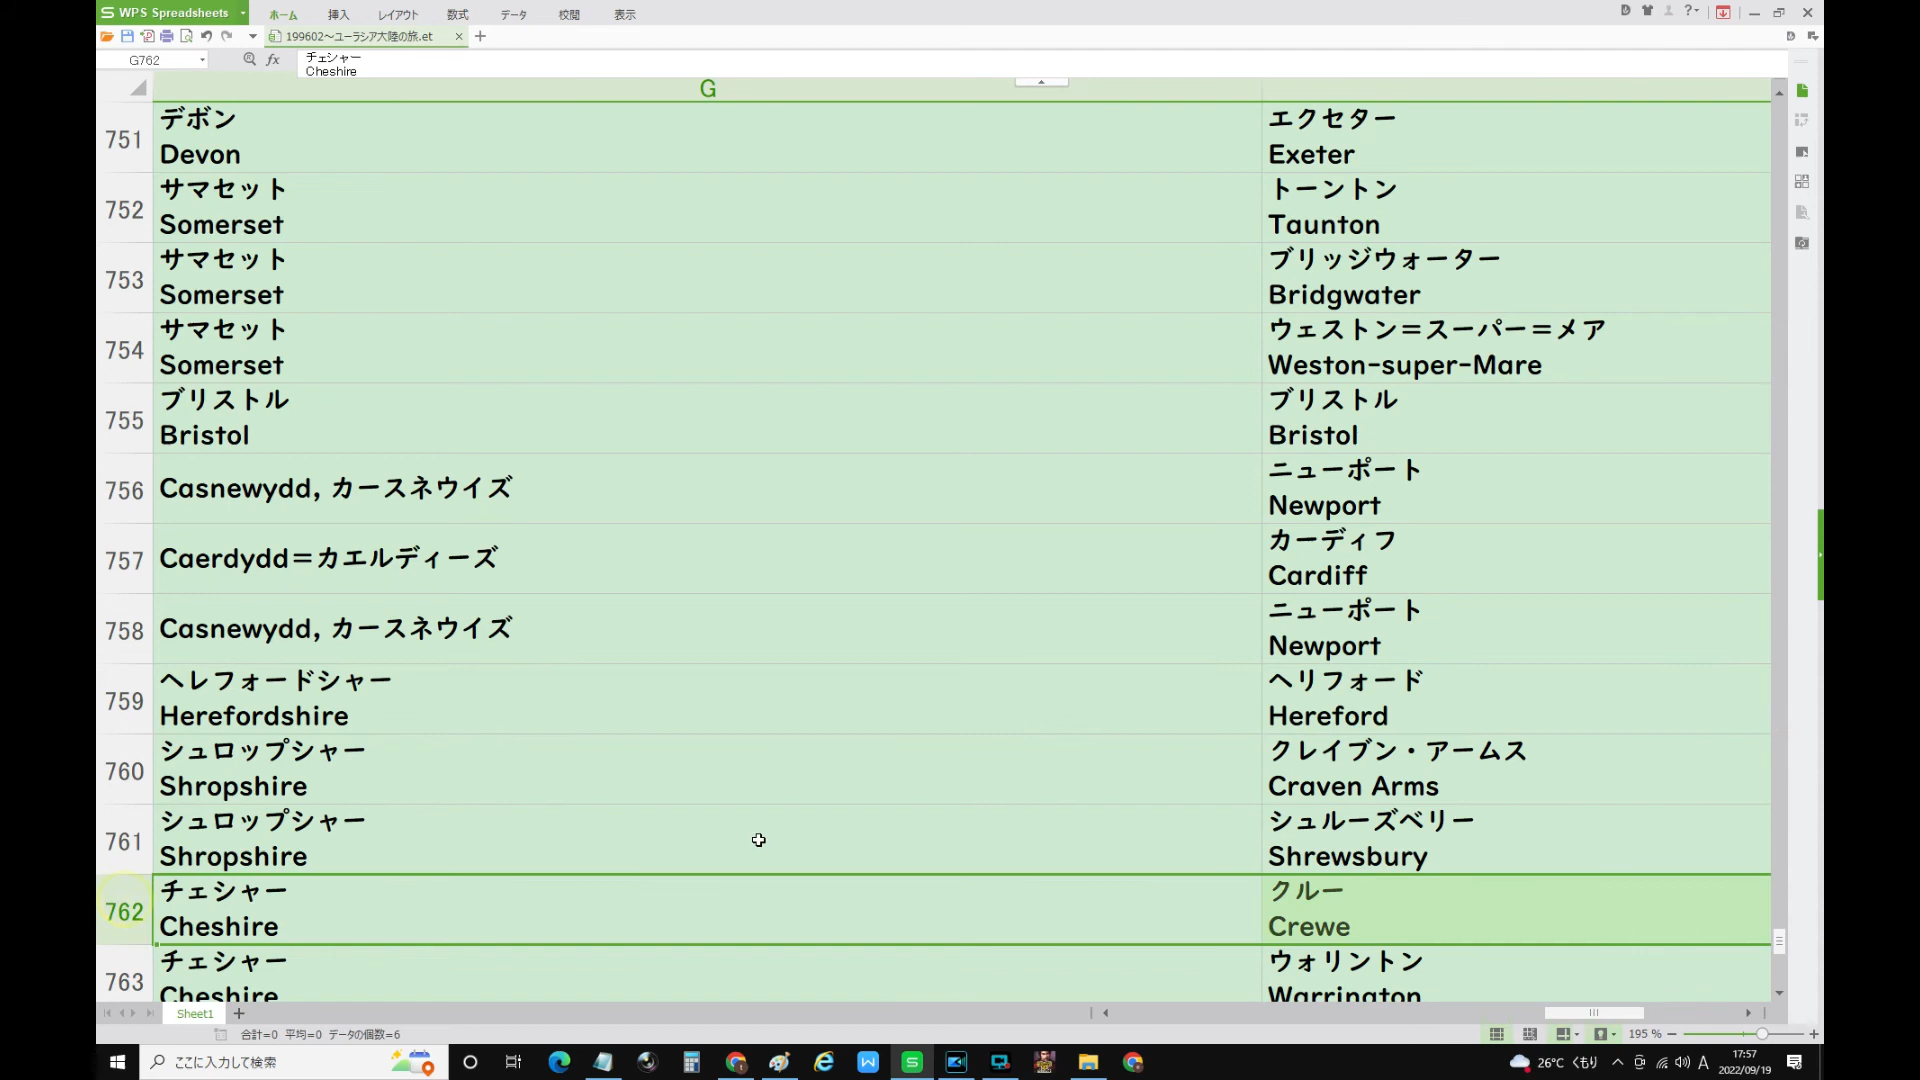 WPS Spreadsheets
ホーム 挿入 レイアウト 数式 データ 校閲 表示
199602～ユーラシア大陸の旅.et
G762
fx
チェシャー
Cheshire
G
751
デボン
Devon
エクセター
Exeter
752
サマセット
Somerset
トーントン
Taunton
753
サマセット
Somerset
ブリッジウォーター
Bridgwater
754
サマセット
Somerset
ウェストン＝スーパー＝メア
Weston-super-Mare
755
ブリストル
Bristol
ブリストル
Bristol
756
Casnewydd, カースネウイズ
ニューポート
Newport
757
Caerdydd＝カエルディーズ
カーディフ
Cardiff
758
Casnewydd, カースネウイズ
ニューポート
Newport
759
ヘレフォードシャー
Herefordshire
ヘリフォード
Hereford
760
シュロップシャー
Shropshire
クレイブン・アームス
Craven Arms
761
シュロップシャー
Shropshire
シュルーズベリー
Shrewsbury
762
チェシャー
Cheshire
クルー
Crewe
763
チェシャー
Cheshire
ウォリントン
Warrington
Sheet1
合計=0 平均=0 データの個数=6
195 %
ここに入力して検索
26°C くもり
A
17:57
2022/09/19